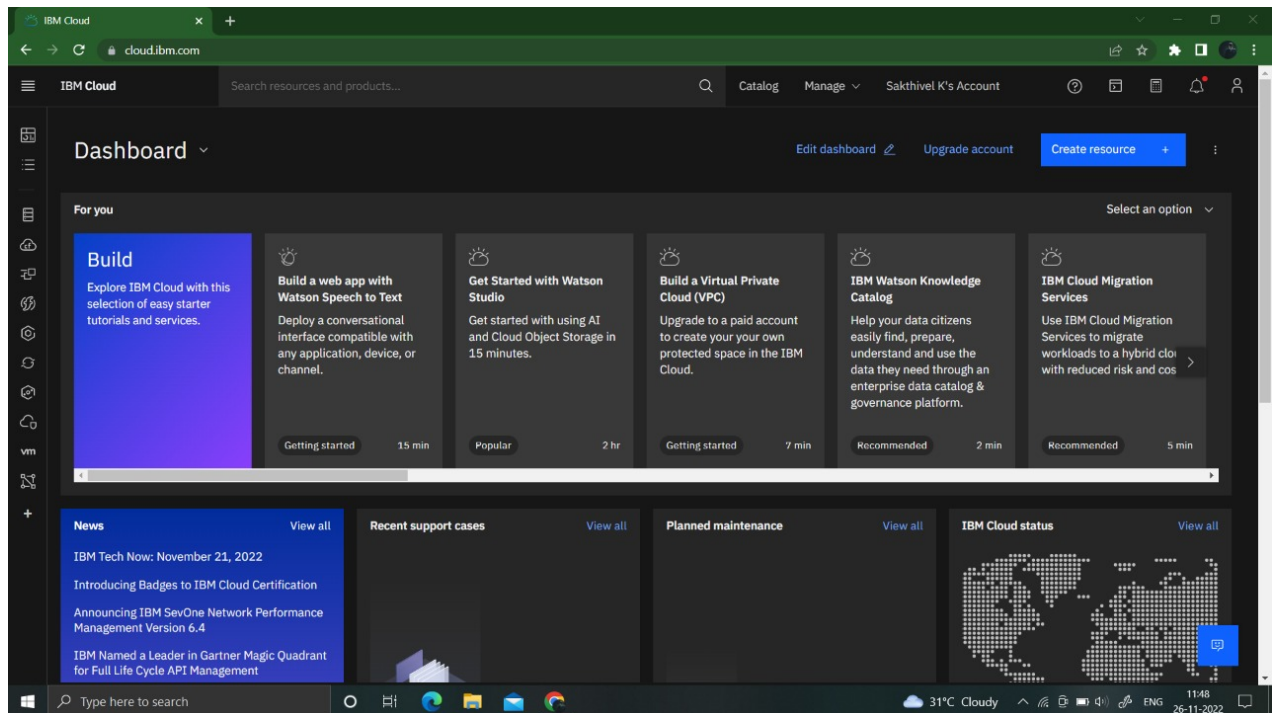 IBM Cloud
cloud.ibm.com
IBM Cloud
Search resources and products...
Catalog
Manage
Sakthivel K's Account
Dashboard
Edit dashboard
Upgrade account
Create resource +
For you
Select an option
Build
Explore IBM Cloud with this
selection of easy starter
tutorials and services.
Build a web app with
Watson Speech to Text
Deploy a conversational
interface compatible with
any application, device, or
channel.
Getting started
15 min
Get Started with Watson
Studio
Get started with using AI
and Cloud Object Storage in
15 minutes.
Popular
2 hr
Build a Virtual Private
Cloud (VPC)
Upgrade to a paid account
to create your your own
protected space in the IBM
Cloud.
Getting started
7 min
IBM Watson Knowledge
Catalog
Help your data citizens
easily find, prepare,
understand and use the
data they need through an
enterprise data catalog &
governance platform.
Recommended
2 min
IBM Cloud Migration
Services
Use IBM Cloud Migration
Services to migrate
workloads to a hybrid clou
with reduced risk and cos
Recommended
5 min
vm
News
View all
IBM Tech Now: November 21, 2022
Introducing Badges to IBM Cloud Certification
Announcing IBM SevOne Network Performance
Management Version 6.4
IBM Named a Leader in Gartner Magic Quadrant
for Full Life Cycle API Management
Recent support cases
View all
Planned maintenance
View all
IBM Cloud status
View all
Type here to search
31°C Cloudy
ENG
11:48
26-11-2022